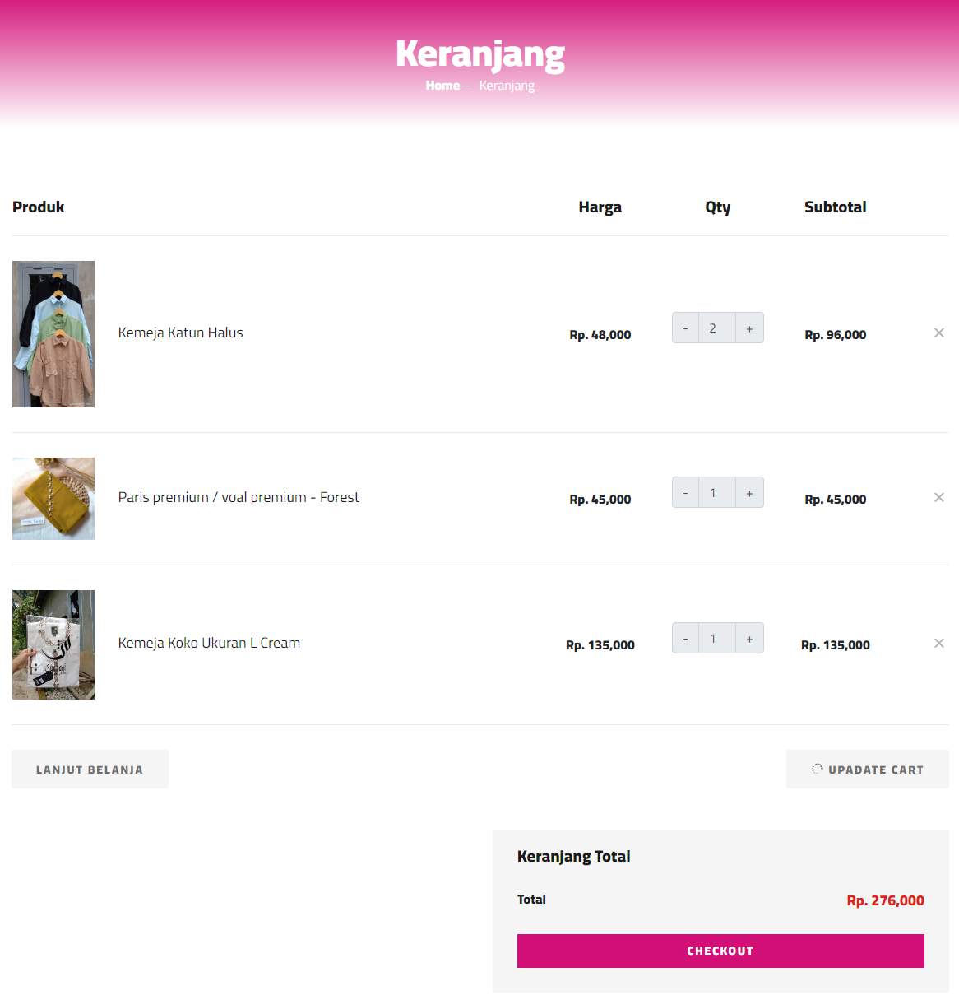 Keranjang
Home – Keranjang
Produk Harga Qty Subtotal
Kemeja Katun Halus Rp. 48,000 - 2 + Rp. 96,000 ×
Paris premium / voal premium - Forest Rp. 45,000 - 1 + Rp. 45,000 ×
Kemeja Koko Ukuran L Cream Rp. 135,000 - 1 + Rp. 135,000 ×
LANJUT BELANJA UPADATE CART
Keranjang Total
Total Rp. 276,000
CHECKOUT